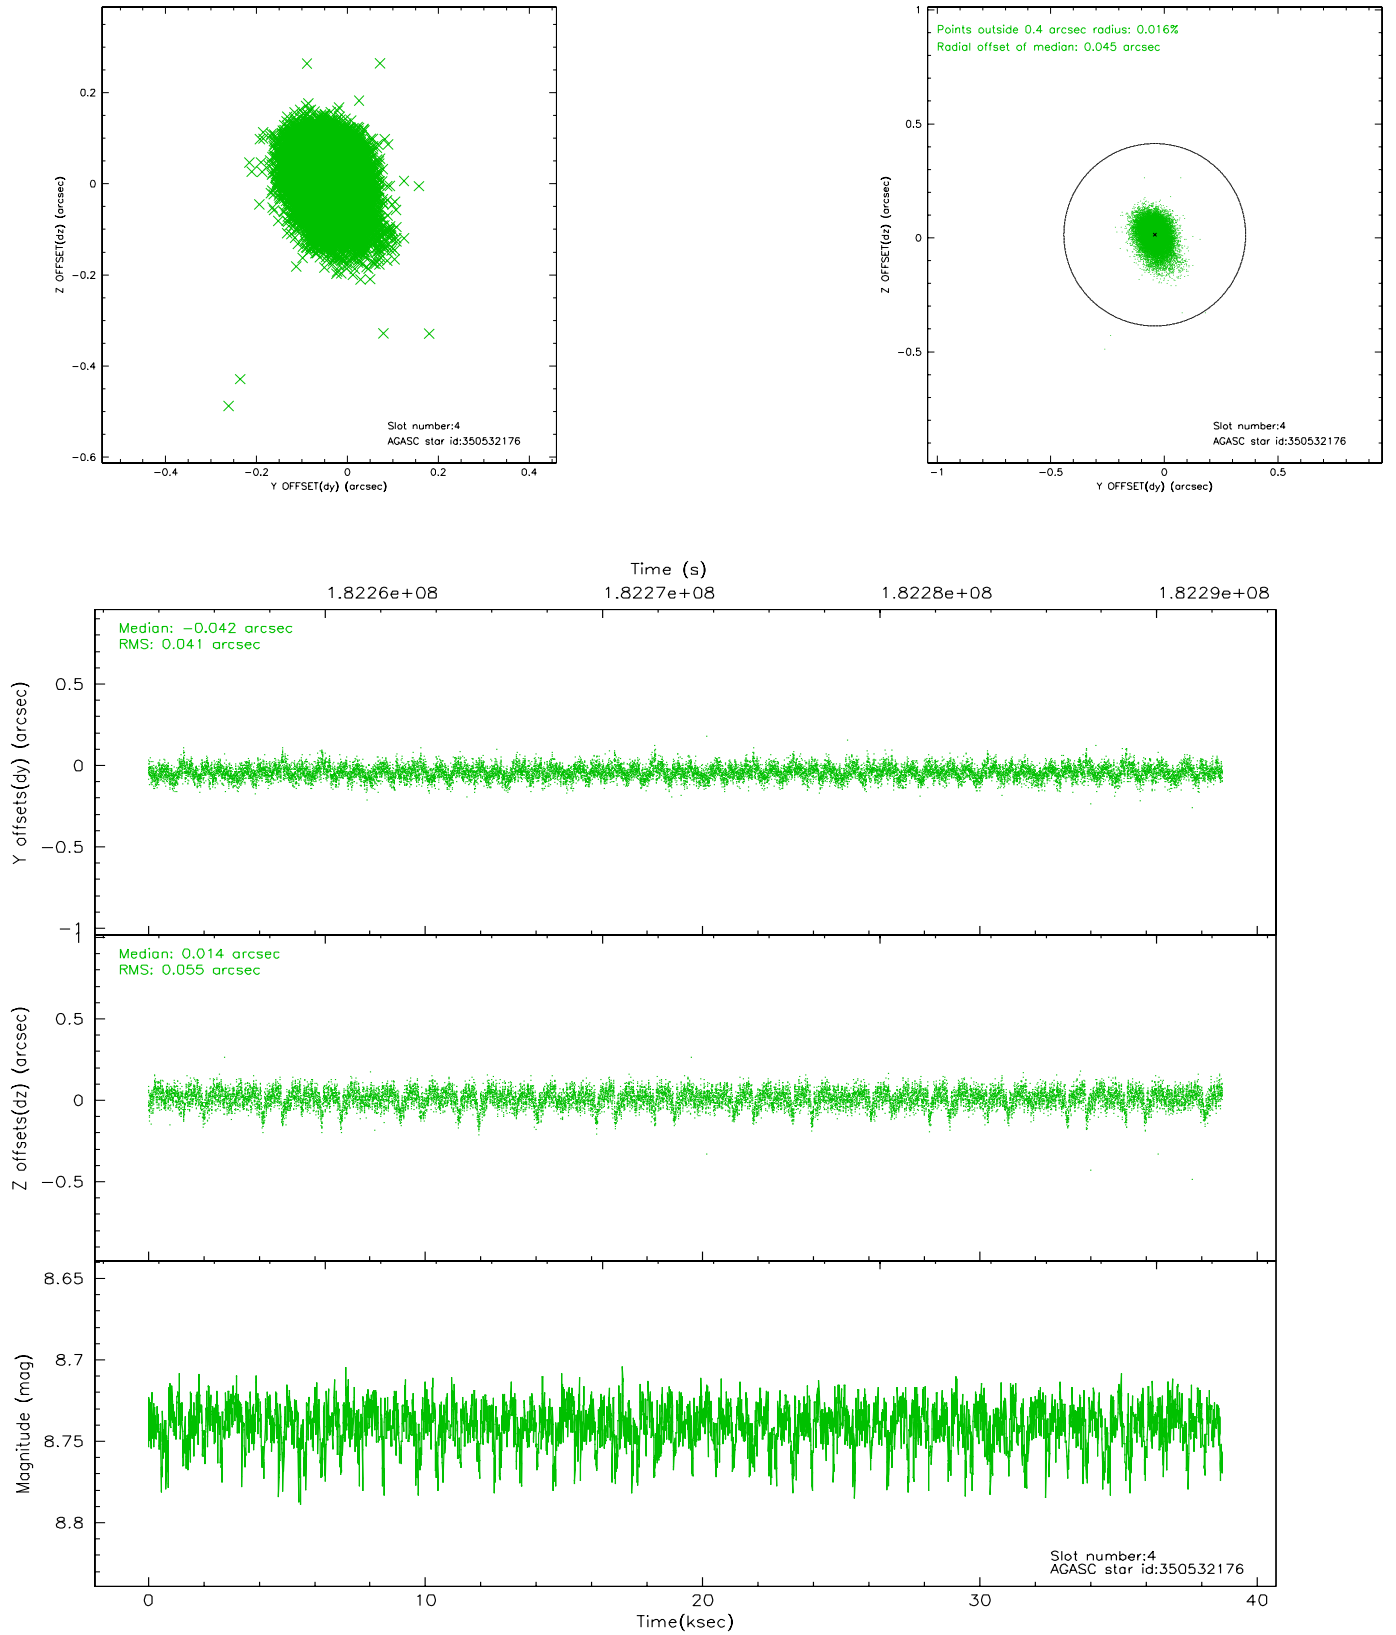 0.2
0
−0.2
−0.4
−0.6
Z OFFSET(dz) (arcsec)
Slot number:4
AGASC star id:350532176
−0.4
−0.2
0
0.2
0.4
Y OFFSET(dy) (arcsec)
Points outside 0.4 arcsec radius: 0.016%
Radial offset of median: 0.045 arcsec
1
0.5
0
−0.5
Z OFFSET(dz) (arcsec)
Slot number:4
AGASC star id:350532176
−1
−0.5
0
0.5
Y OFFSET(dy) (arcsec)
Time (s)
1.8226e+08
1.8227e+08
1.8228e+08
1.8229e+08
Median: −0.042 arcsec
RMS: 0.041 arcsec
0.5
0
−0.5
−1
Y offsets(dy) (arcsec)
Median: 0.014 arcsec
RMS: 0.055 arcsec
1
0.5
0
−0.5
Z offsets(dz) (arcsec)
8.65
8.7
8.75
8.8
Magnitude (mag)
Slot number:4
AGASC star id:350532176
0
10
20
30
40
Time(ksec)